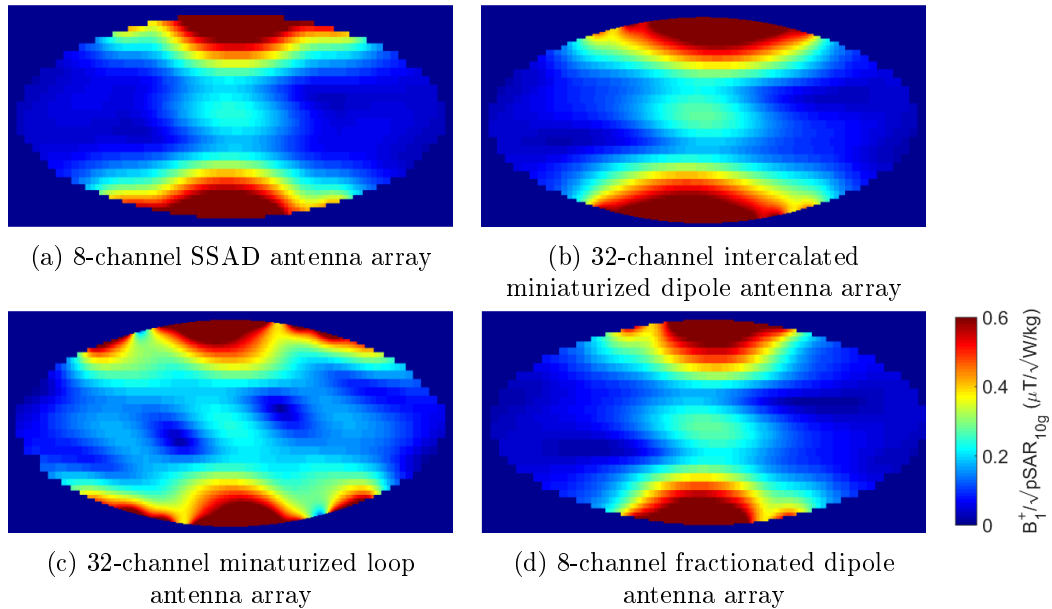 (a) 8-channel SSAD antenna array
(b) 32-channel intercalated
miniaturized dipole antenna array
(c) 32-channel minaturized loop
antenna array
(d) 8-channel fractionated dipole
antenna array
0.6
0.4
0.2
0
B₁⁺/√pSAR₁₀g (μT/√W/kg)